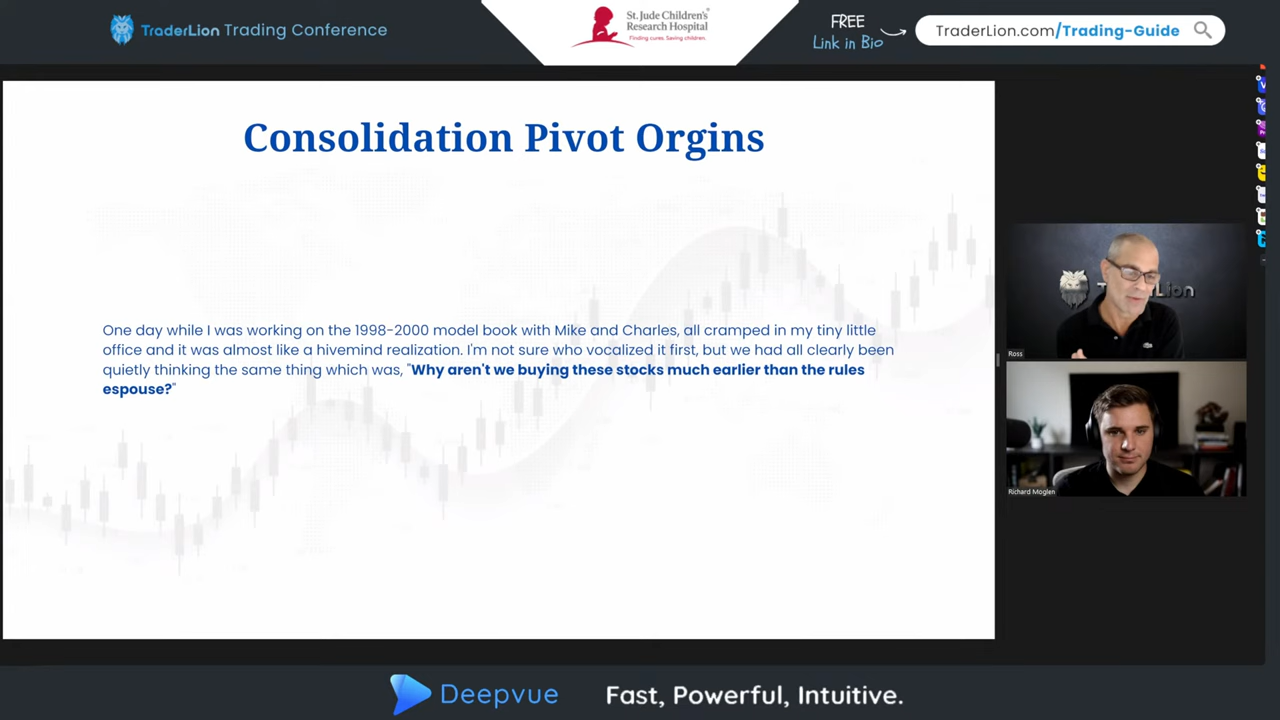 TraderLion Trading Conference
St. Jude Children's
Research Hospital
Finding cures. Saving children.
FREE
Link in Bio
TraderLion.com/Trading-Guide
Consolidation Pivot Orgins
One day while I was working on the 1998-2000 model book with Mike and Charles, all cramped in my tiny little
office and it was almost like a hivemind realization. I'm not sure who vocalized it first, but we had all clearly been
quietly thinking the same thing which was, "Why aren't we buying these stocks much earlier than the rules
espouse?"
Ross
Richard Moglen
Deepvue
Fast, Powerful, Intuitive.